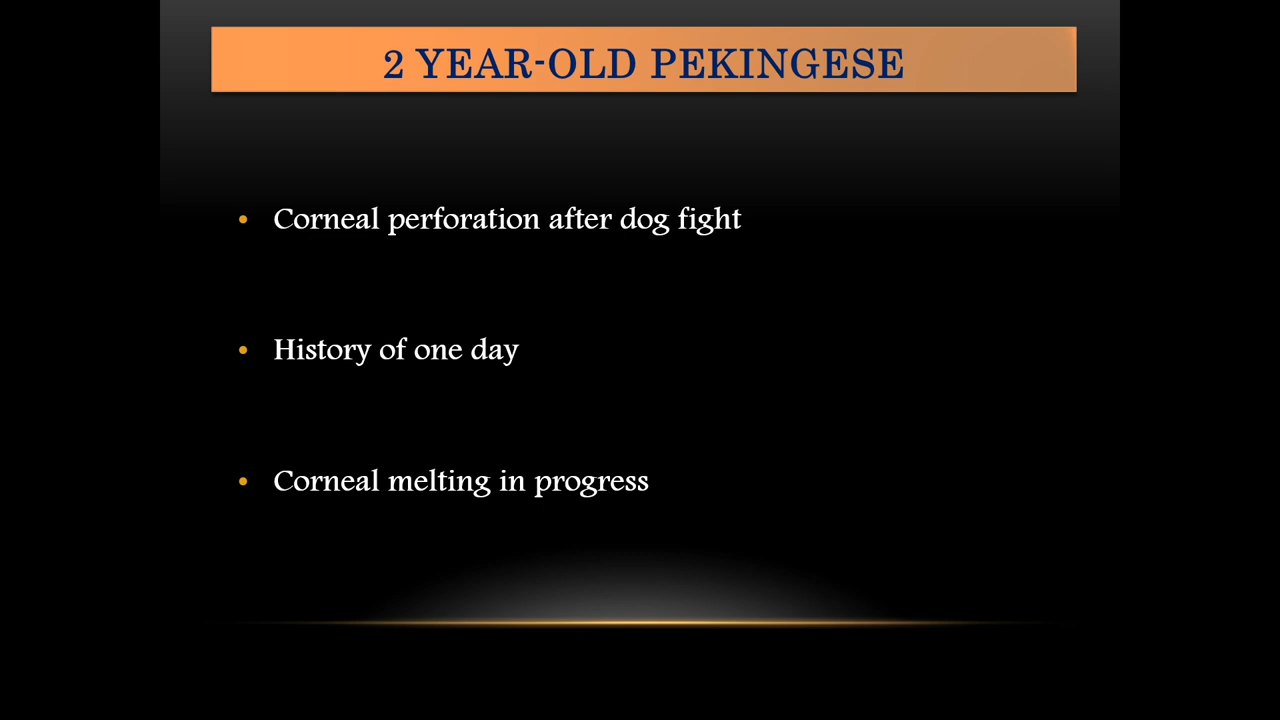 2 YEAR-OLD PEKINGESE
• Corneal perforation after dog fight
• History of one day
• Corneal melting in progress